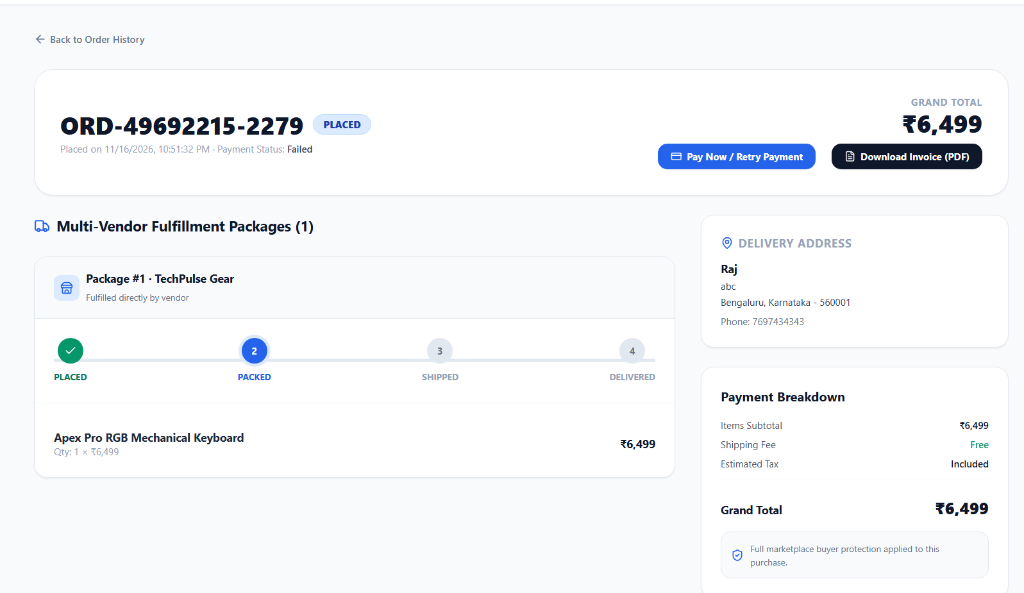 Back to Order History
ORD-49692215-2279 PLACED
Placed on 11/16/2026, 10:51:32 PM · Payment Status: Failed
GRAND TOTAL
₹6,499
Pay Now / Retry Payment
Download Invoice (PDF)
Multi-Vendor Fulfillment Packages (1)
Package #1 · TechPulse Gear
Fulfilled directly by vendor
2 3 4
PLACED PACKED SHIPPED DELIVERED
Apex Pro RGB Mechanical Keyboard ₹6,499
Qty: 1 × ₹6,499
DELIVERY ADDRESS
Raj
abc
Bengaluru, Karnataka - 560001
Phone: 7697434343
Payment Breakdown
Items Subtotal ₹6,499
Shipping Fee Free
Estimated Tax Included
Grand Total ₹6,499
Full marketplace buyer protection applied to this
purchase.